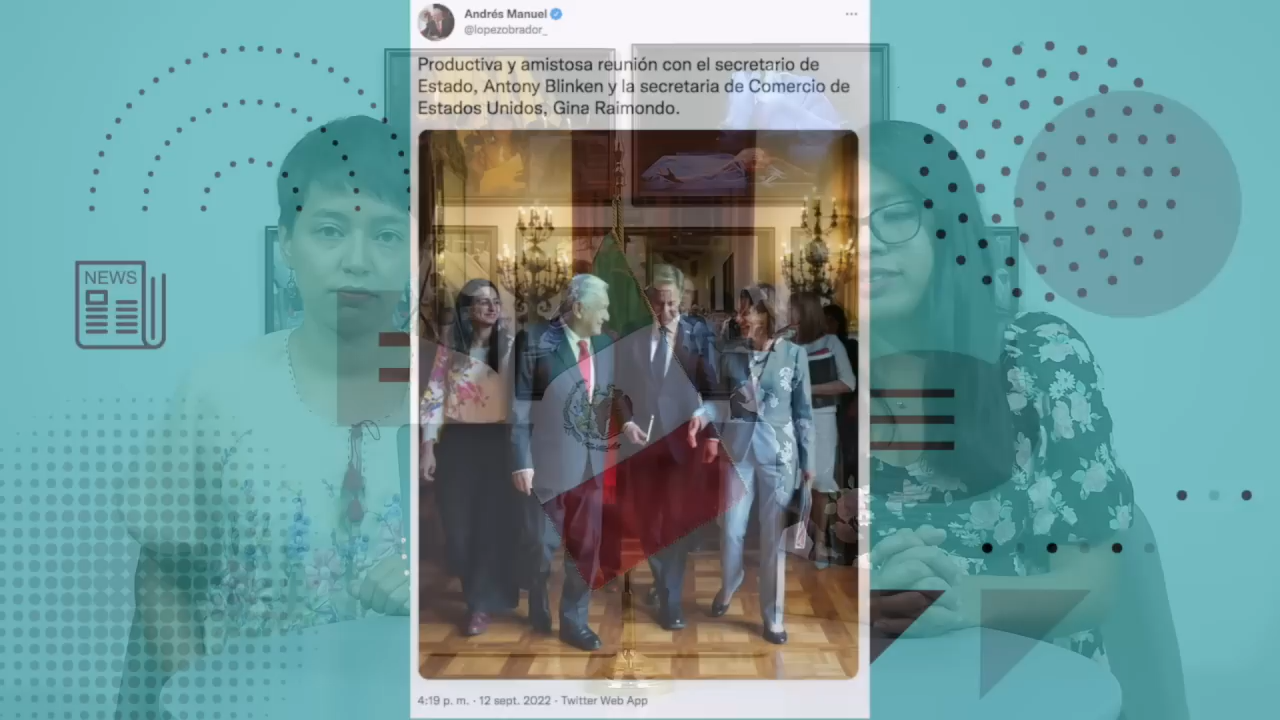 Andrés Manuel
@lopezobrador_
Productiva y amistosa reunión con el secretario de
Estado, Antony Blinken y la secretaria de Comercio de
Estados Unidos, Gina Raimondo.
NEWS
4:19 p. m. · 12 sept. 2022 · Twitter Web App